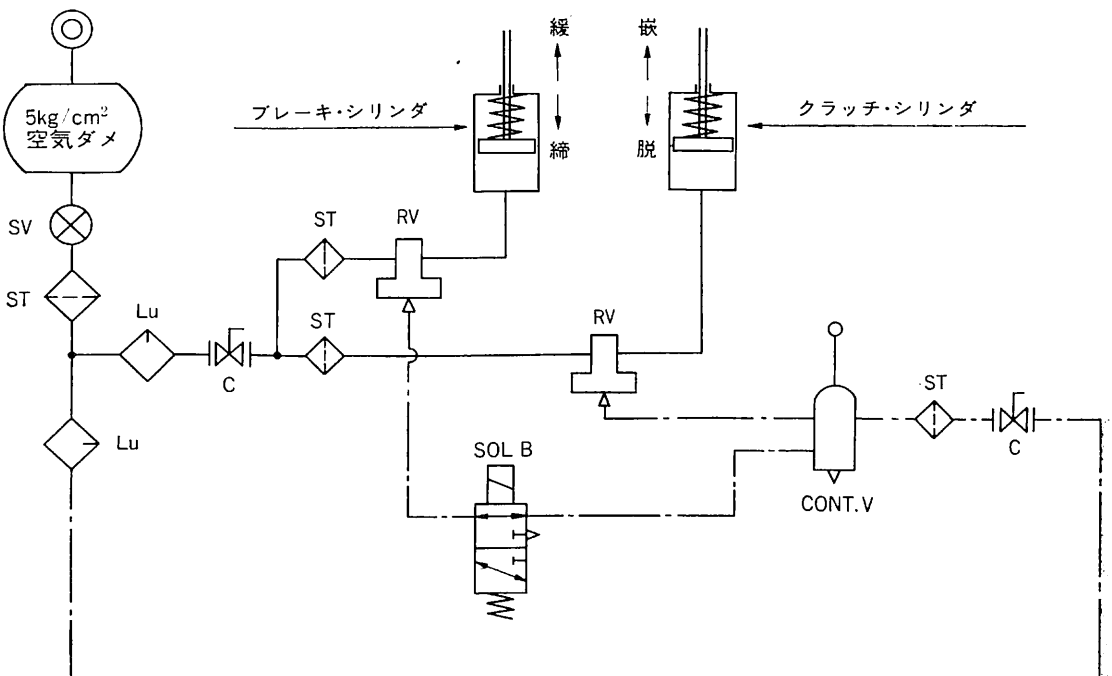 5kg/cm²
空気ダメ
SV
ST
Lu
Lu
C
ST
ST
RV
RV
ブレーキ・シリンダ
緩
締
嵌
脱
クラッチ・シリンダ
SOL B
CONT.V
ST
C